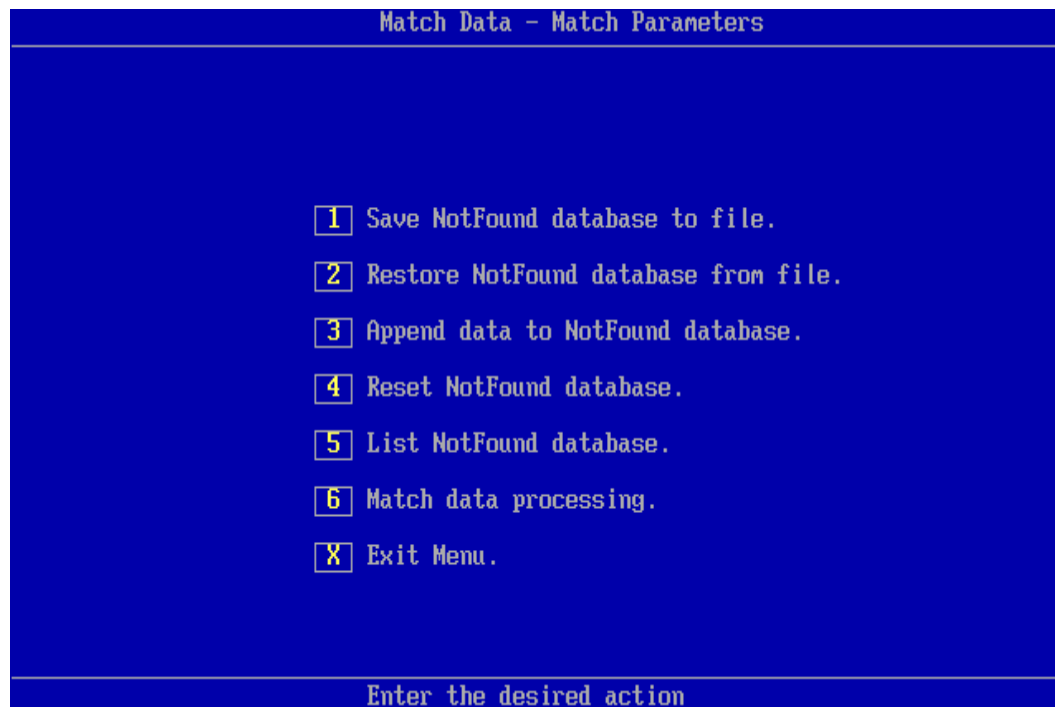 Match Data - Match Parameters
1 Save NotFound database to file.
2 Restore NotFound database from file.
3 Append data to NotFound database.
4 Reset NotFound database.
5 List NotFound database.
6 Match data processing.
X Exit Menu.
Enter the desired action